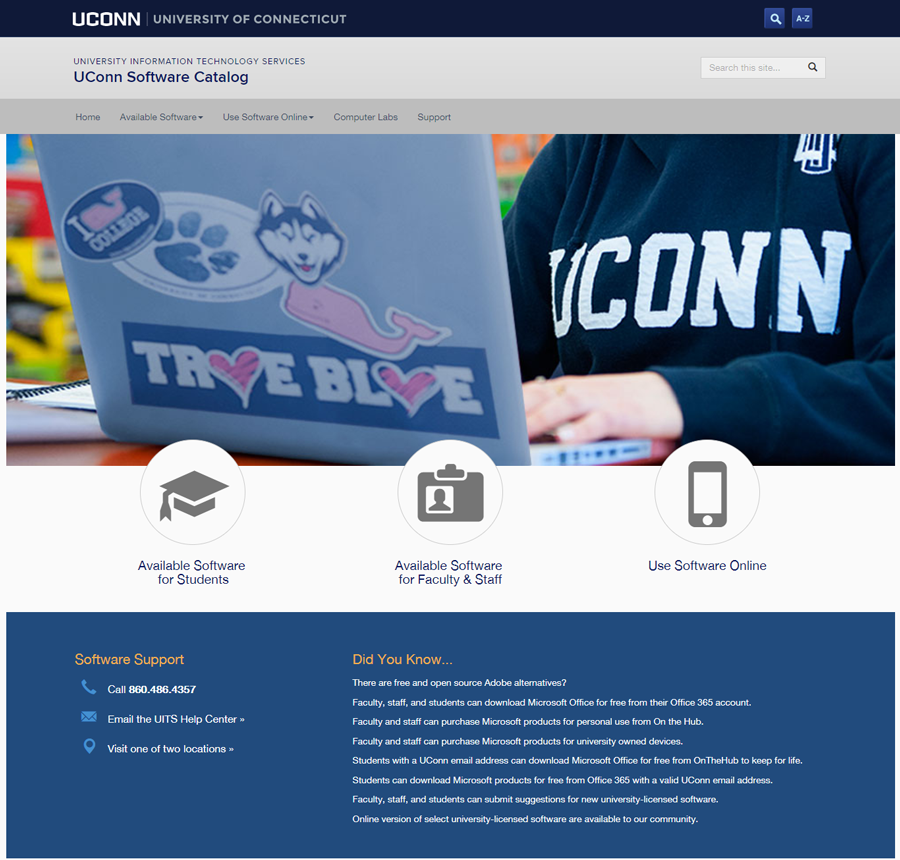 UCONN UNIVERSITY OF CONNECTICUT
A-Z
UNIVERSITY INFORMATION TECHNOLOGY SERVICES
UConn Software Catalog
Search this site...
Home Available Software Use Software Online Computer Labs Support
I
COLLEGE
UNIVERSITY OF CONNECTICUT
TRUE BLUE
UCONN
Available Software
for Students
Available Software
for Faculty & Staff
Use Software Online
Software Support
Call 860.486.4357
Email the UITS Help Center »
Visit one of two locations »
Did You Know...
There are free and open source Adobe alternatives?
Faculty, staff, and students can download Microsoft Office for free from their Office 365 account.
Faculty and staff can purchase Microsoft products for personal use from On the Hub.
Faculty and staff can purchase Microsoft products for university owned devices.
Students with a UConn email address can download Microsoft Office for free from OnTheHub to keep for life.
Students can download Microsoft products for free from Office 365 with a valid UConn email address.
Faculty, staff, and students can submit suggestions for new university-licensed software.
Online version of select university-licensed software are available to our community.